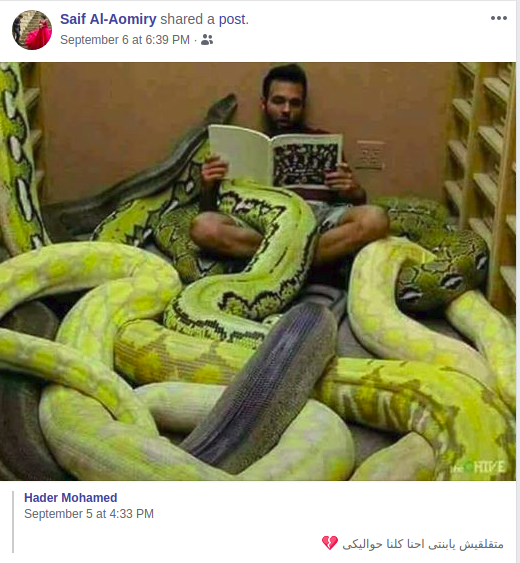 Saif Al-Aomiry shared a post.
September 6 at 6:39 PM
the HIVE
Hader Mohamed
September 5 at 4:33 PM
متقلقيش يابنتى احنا كلنا حواليكى 💔